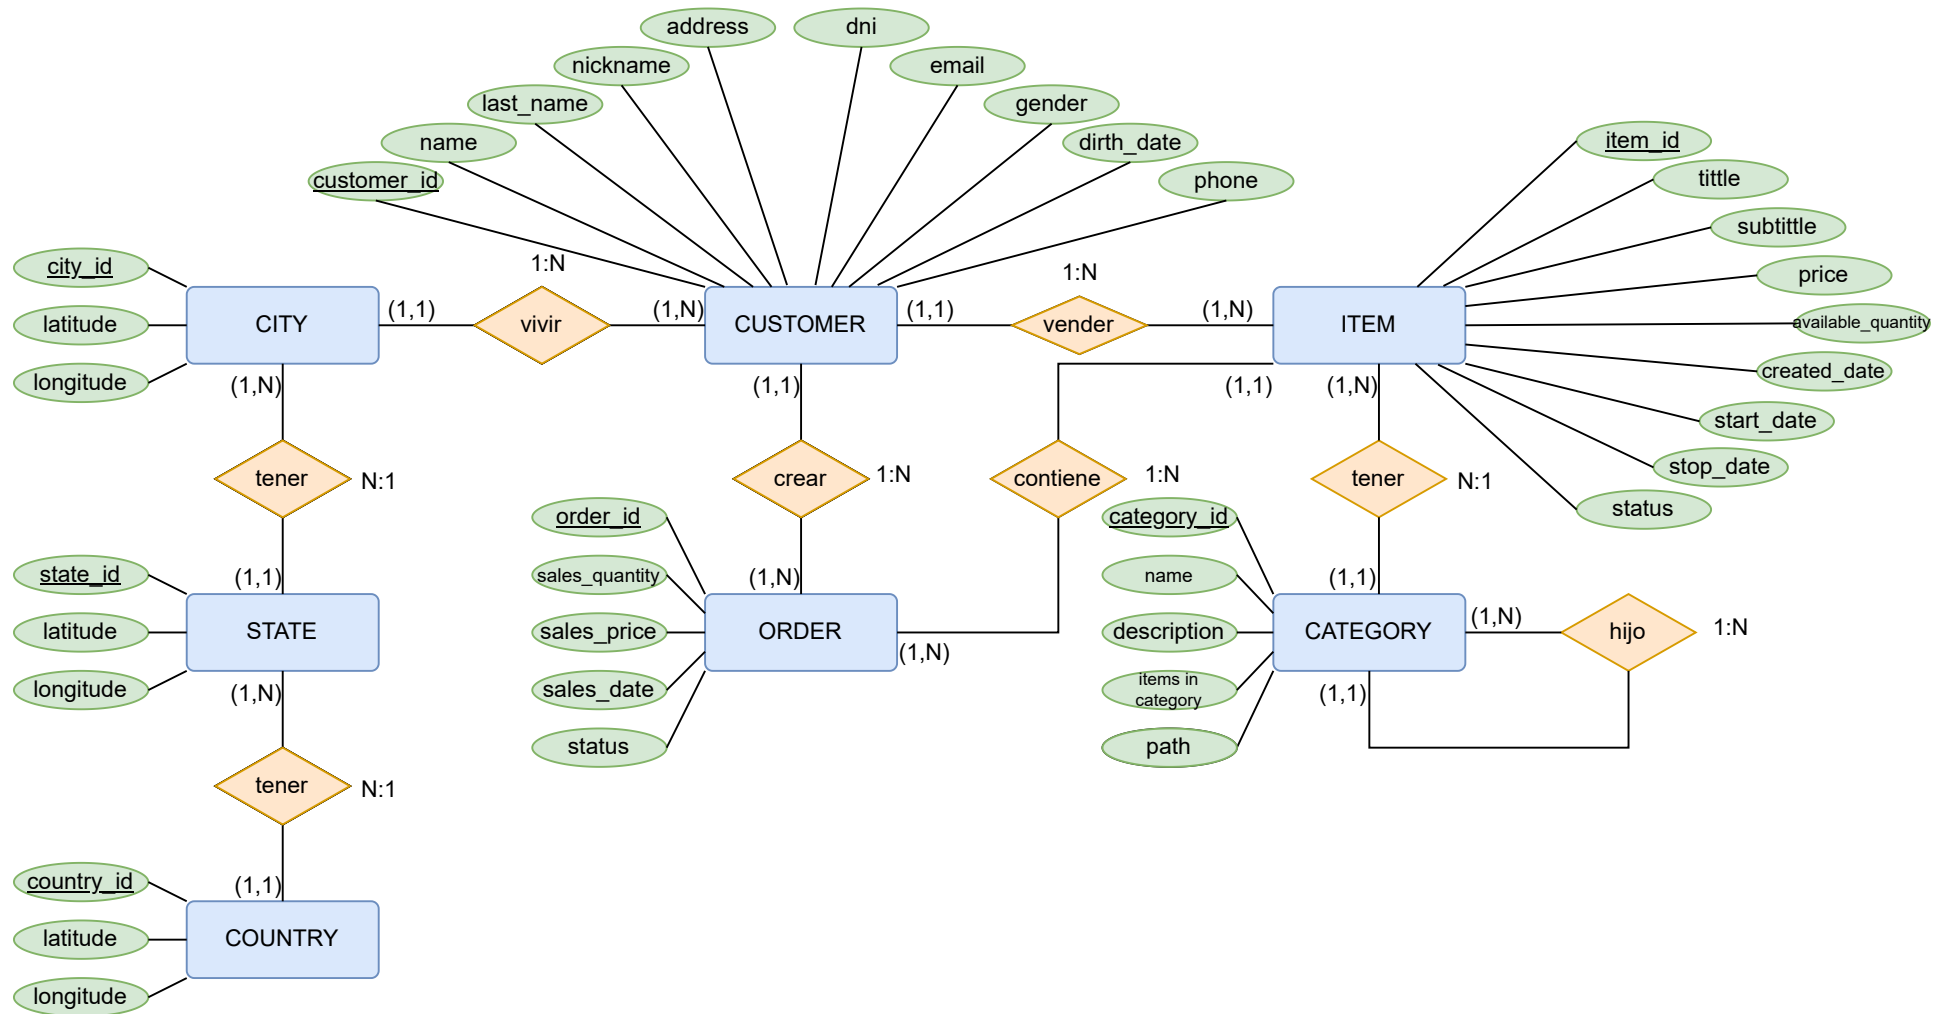 address
dni
nickname
email
last_name
gender
name
dirth_date
customer_id
phone
item_id
tittle
subtittle
price
available_quantity
created_date
start_date
stop_date
status
city_id
latitude
longitude
CITY
(1,1)
vivir
1:N
(1,N)
CUSTOMER
(1,1)
vender
1:N
(1,N)
ITEM
(1,N)
tener
N:1
(1,1)
(1,1)
crear
1:N
(1,N)
(1,1)
contiene
1:N
(1,N)
(1,N)
tener
N:1
(1,1)
state_id
latitude
longitude
STATE
order_id
sales_quantity
sales_price
sales_date
status
ORDER
category_id
name
description
items in
category
path
CATEGORY
(1,N)
hijo
1:N
(1,1)
(1,N)
tener
N:1
(1,1)
country_id
latitude
longitude
COUNTRY